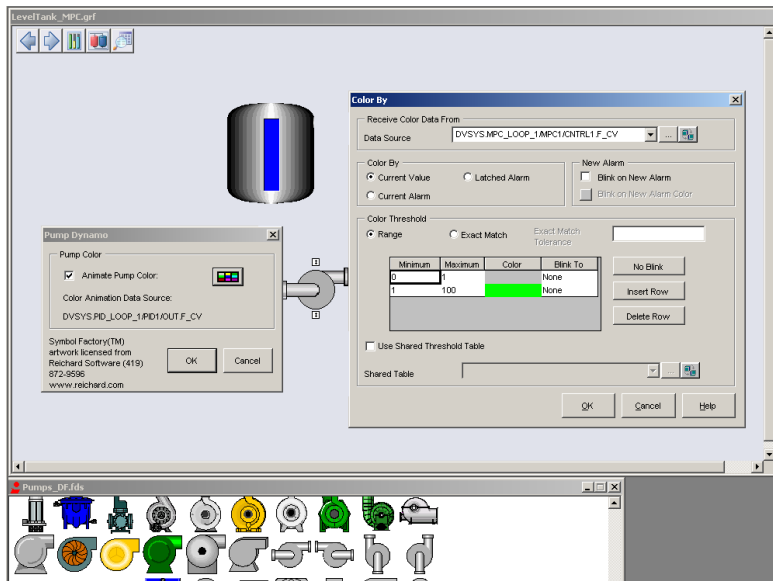 LevelTank_MPC.grf
Color By
Receive Color Data From
Data Source
DVSYS.MPC_LOOP_1/MPC1/CNTRL1.F_CV
...
Color By
Current Value
Latched Alarm
Current Alarm
New Alarm
Blink on New Alarm
Blink on New Alarm Color
Color Threshold
Range
Exact Match
Exact Match
Tolerance
Minimum Maximum Color Blink To
0 1 None
1 100 None
No Blink
Insert Row
Delete Row
Use Shared Threshold Table
Shared Table
...
OK
Cancel
Help
Pump Dynamo
Pump Color
Animate Pump Color:
Color Animation Data Source:
DVSYS.PID_LOOP_1/PID1/OUT.F_CV
Symbol Factory(TM)
artwork licensed from
Reichard Software (419)
872-9596
www.reichard.com
OK
Cancel
Pumps_DF.fds